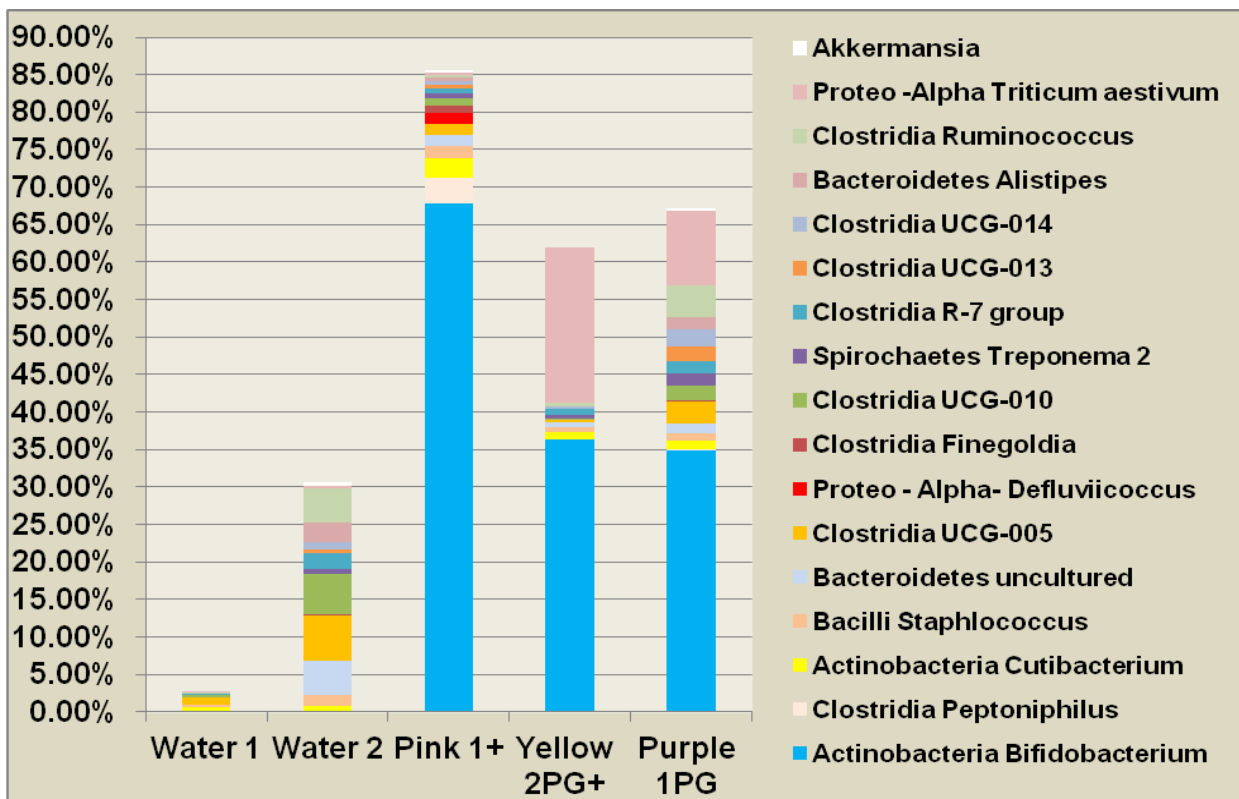 90.00%
85.00%
80.00%
75.00%
70.00%
65.00%
60.00%
55.00%
50.00%
45.00%
40.00%
35.00%
30.00%
25.00%
20.00%
15.00%
10.00%
5.00%
0.00%
Water 1 Water 2 Pink 1+ Yellow 2PG+ Purple 1PG
Akkermansia
Proteo -Alpha Triticum aestivum
Clostridia Ruminococcus
Bacteroidetes Alistipes
Clostridia UCG-014
Clostridia UCG-013
Clostridia R-7 group
Spirochaetes Treponema 2
Clostridia UCG-010
Clostridia Finegoldia
Proteo - Alpha- Defluviicoccus
Clostridia UCG-005
Bacteroidetes uncultured
Bacilli Staphlococcus
Actinobacteria Cutibacterium
Clostridia Peptoniphilus
Actinobacteria Bifidobacterium